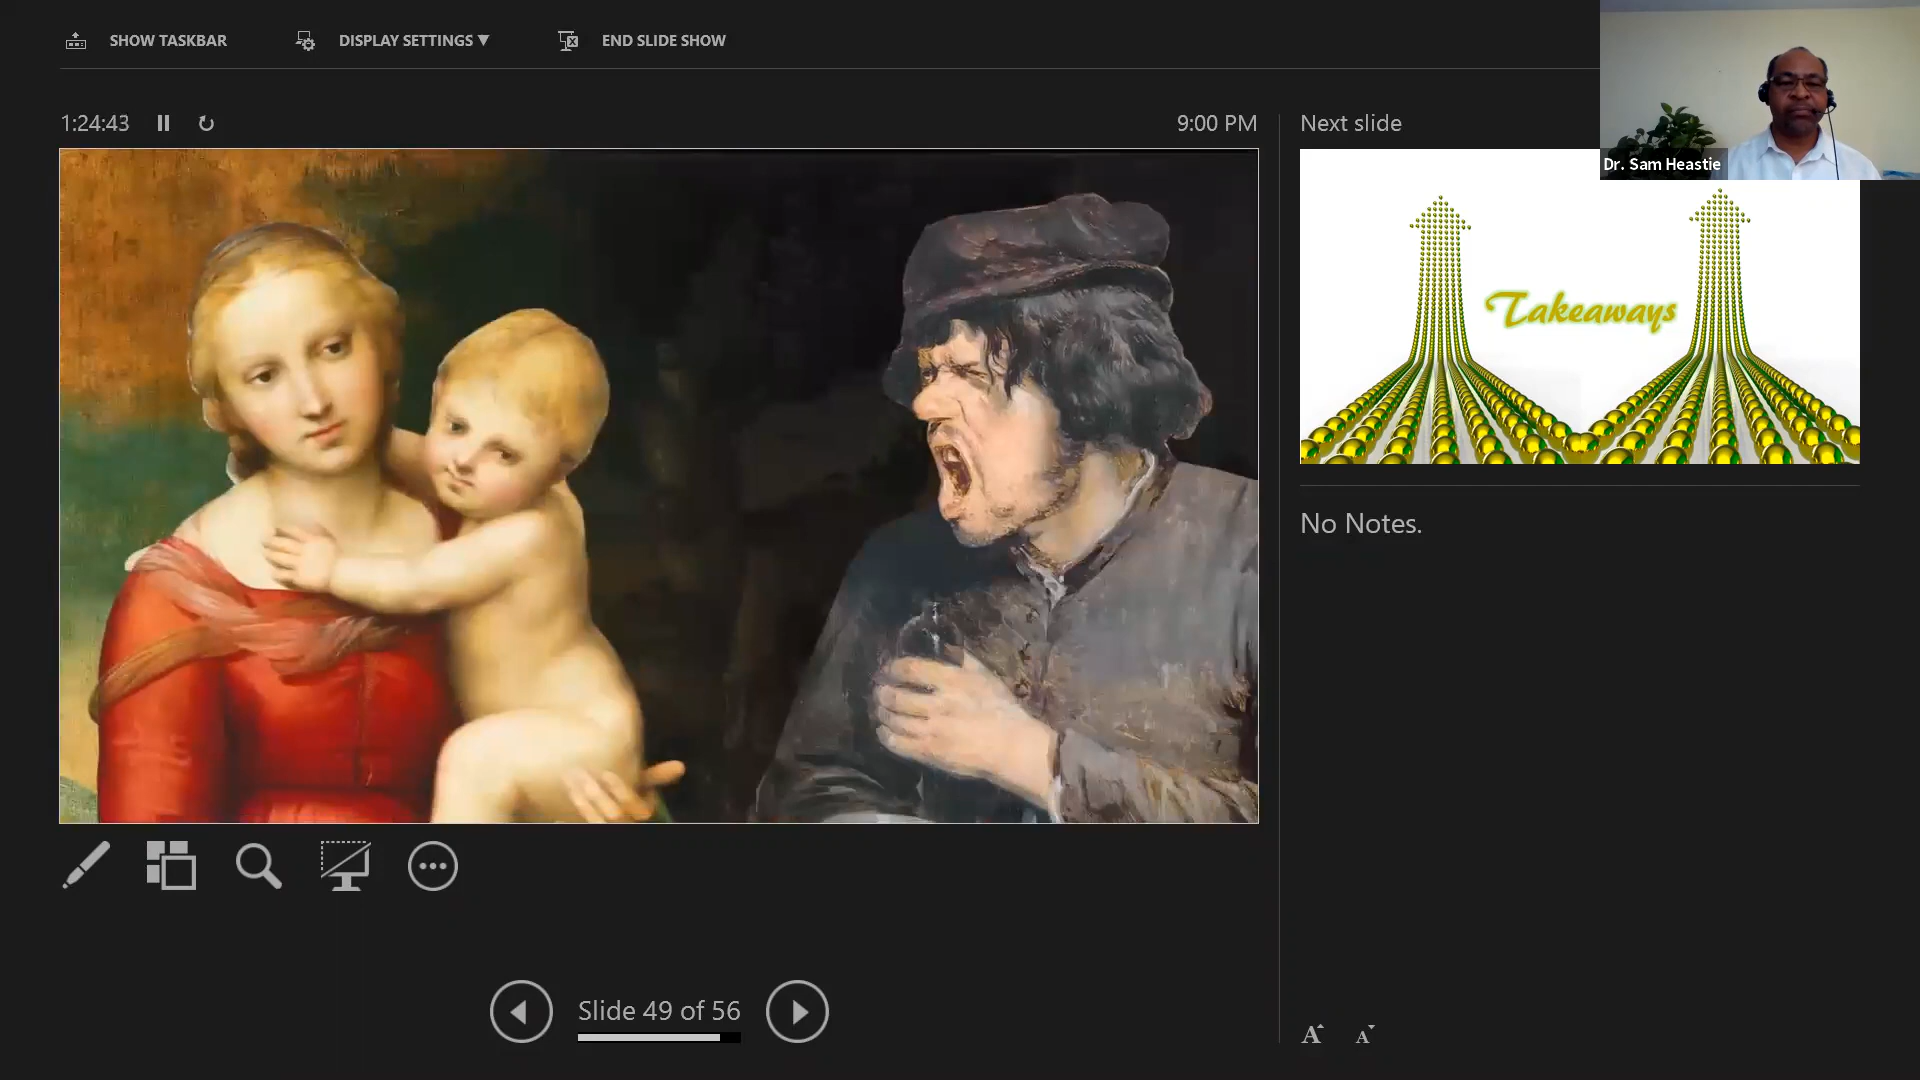 SHOW TASKBAR
DISPLAY SETTINGS ▼
END SLIDE SHOW
1:24:43
9:00 PM
Next slide
Dr. Sam Heastie
Takeaways
No Notes.
Slide 49 of 56
A A